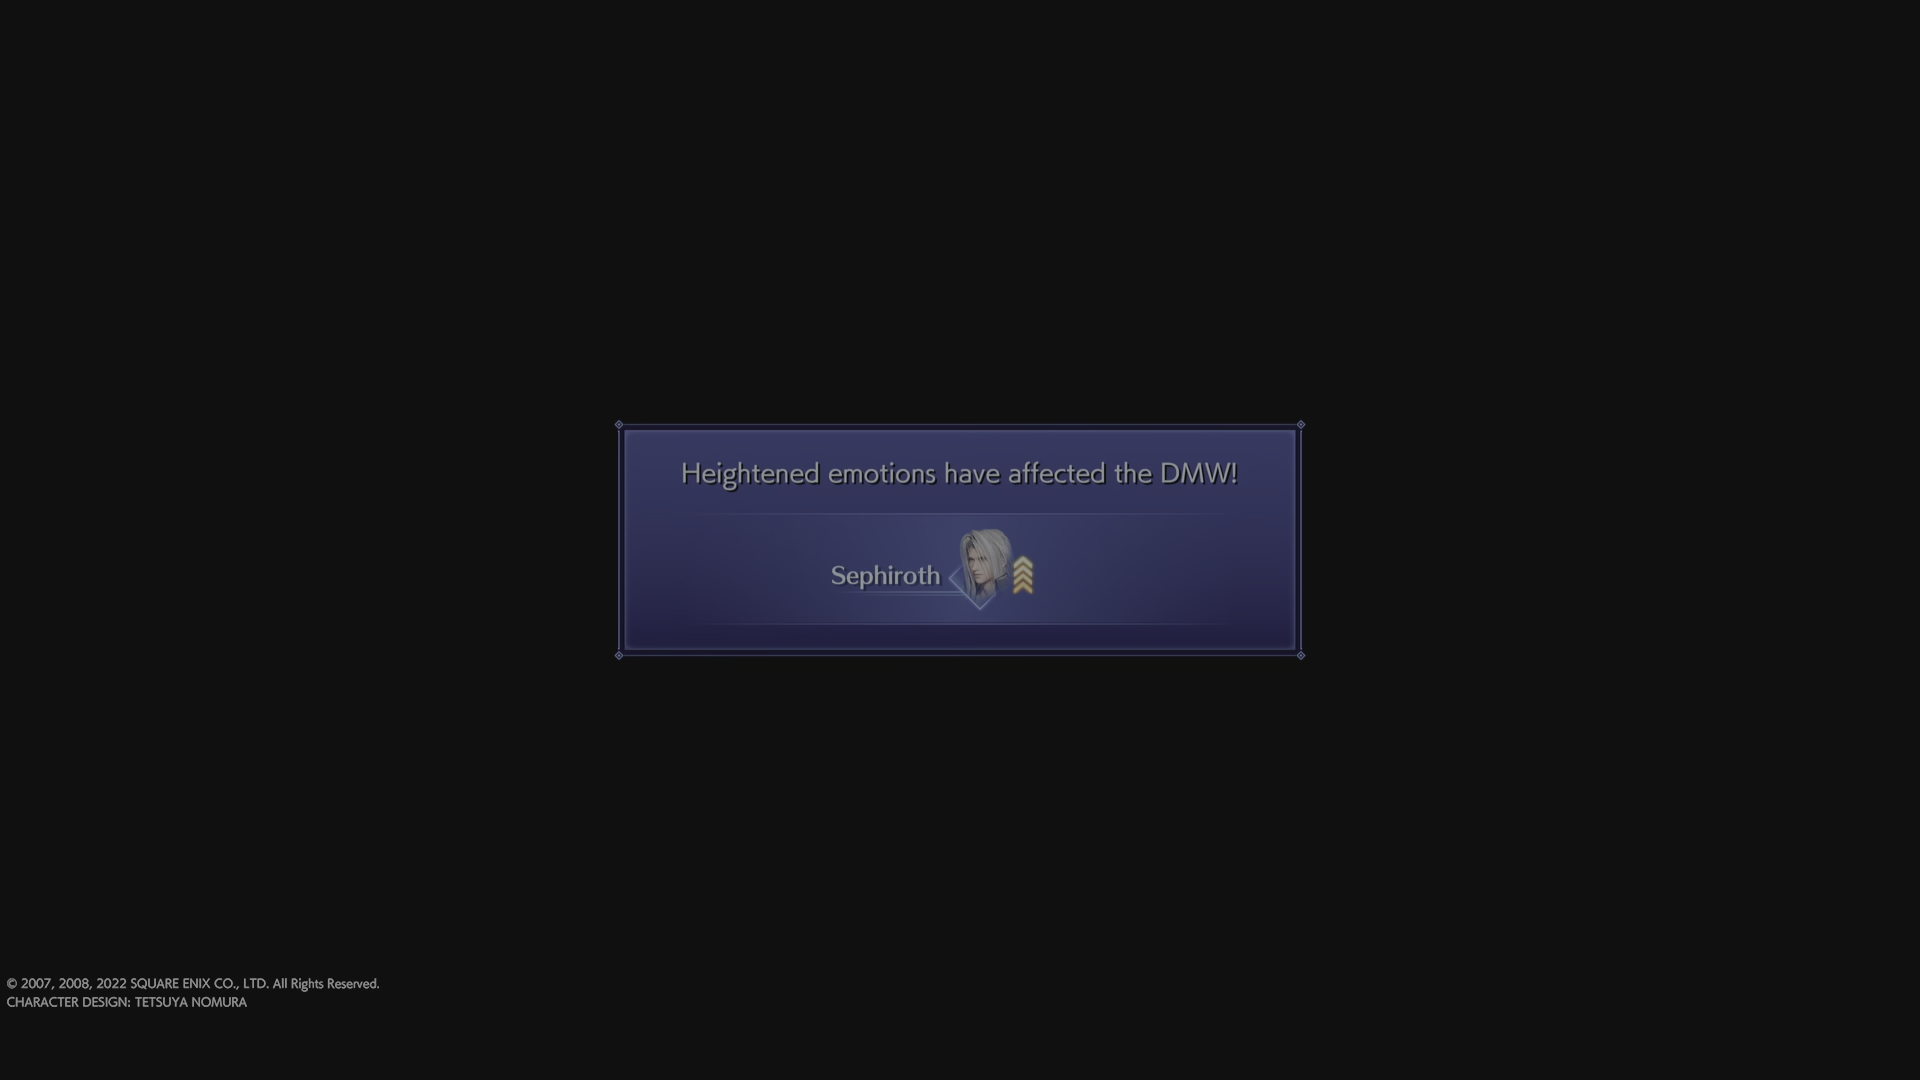 Heightened emotions have affected the DMW!
Sephiroth
© 2007, 2008, 2022 SQUARE ENIX CO., LTD. All Rights Reserved.
CHARACTER DESIGN: TETSUYA NOMURA